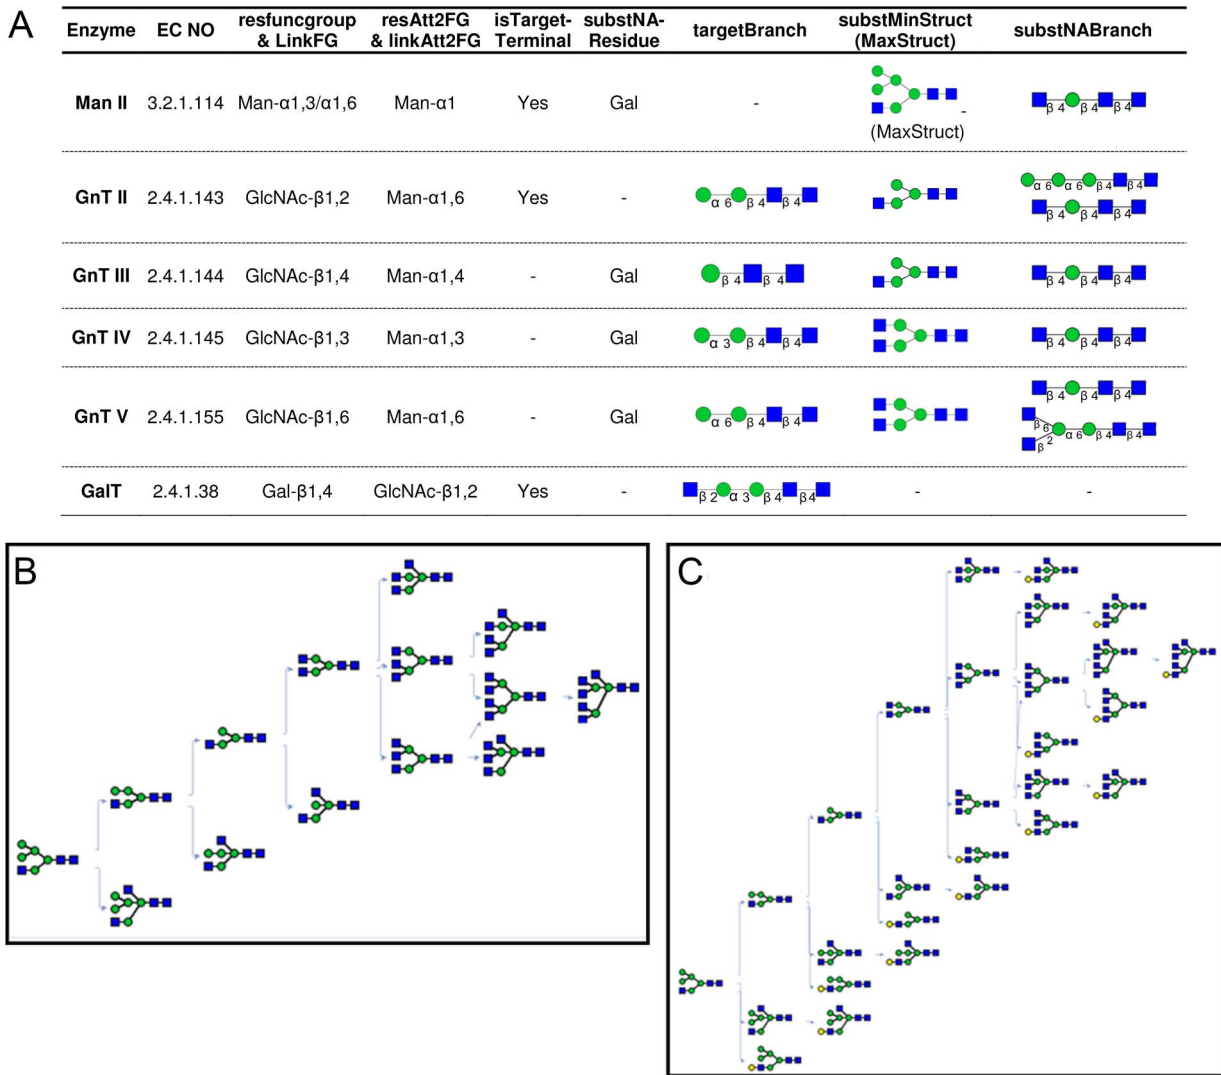 A
Enzyme EC NO resfuncgroup & LinkFG resAtt2FG & linkAtt2FG isTarget-Terminal substNA-Residue targetBranch substMinStruct (MaxStruct) substNABranch
Man II 3.2.1.114 Man-α1,3/α1,6 Man-α1 Yes Gal - - (MaxStruct) β 4 β 4 β 4
GnT II 2.4.1.143 GlcNAc-β1,2 Man-α1,6 Yes - α 6 β 4 β 4 α 6 α 6 β 4 β 4
β 4 β 4 β 4
GnT III 2.4.1.144 GlcNAc-β1,4 Man-α1,4 - Gal β 4 β 4 β 4 β 4 β 4
GnT IV 2.4.1.145 GlcNAc-β1,3 Man-α1,3 - Gal α 3 β 4 β 4 β 4 β 4 β 4
GnT V 2.4.1.155 GlcNAc-β1,6 Man-α1,6 - Gal α 6 β 4 β 4 β 4 β 4 β 4
β 6 β 2 α 6 β 4 β 4
GalT 2.4.1.38 Gal-β1,4 GlcNAc-β1,2 Yes - β 2 α 3 β 4 β4 - -
B
C